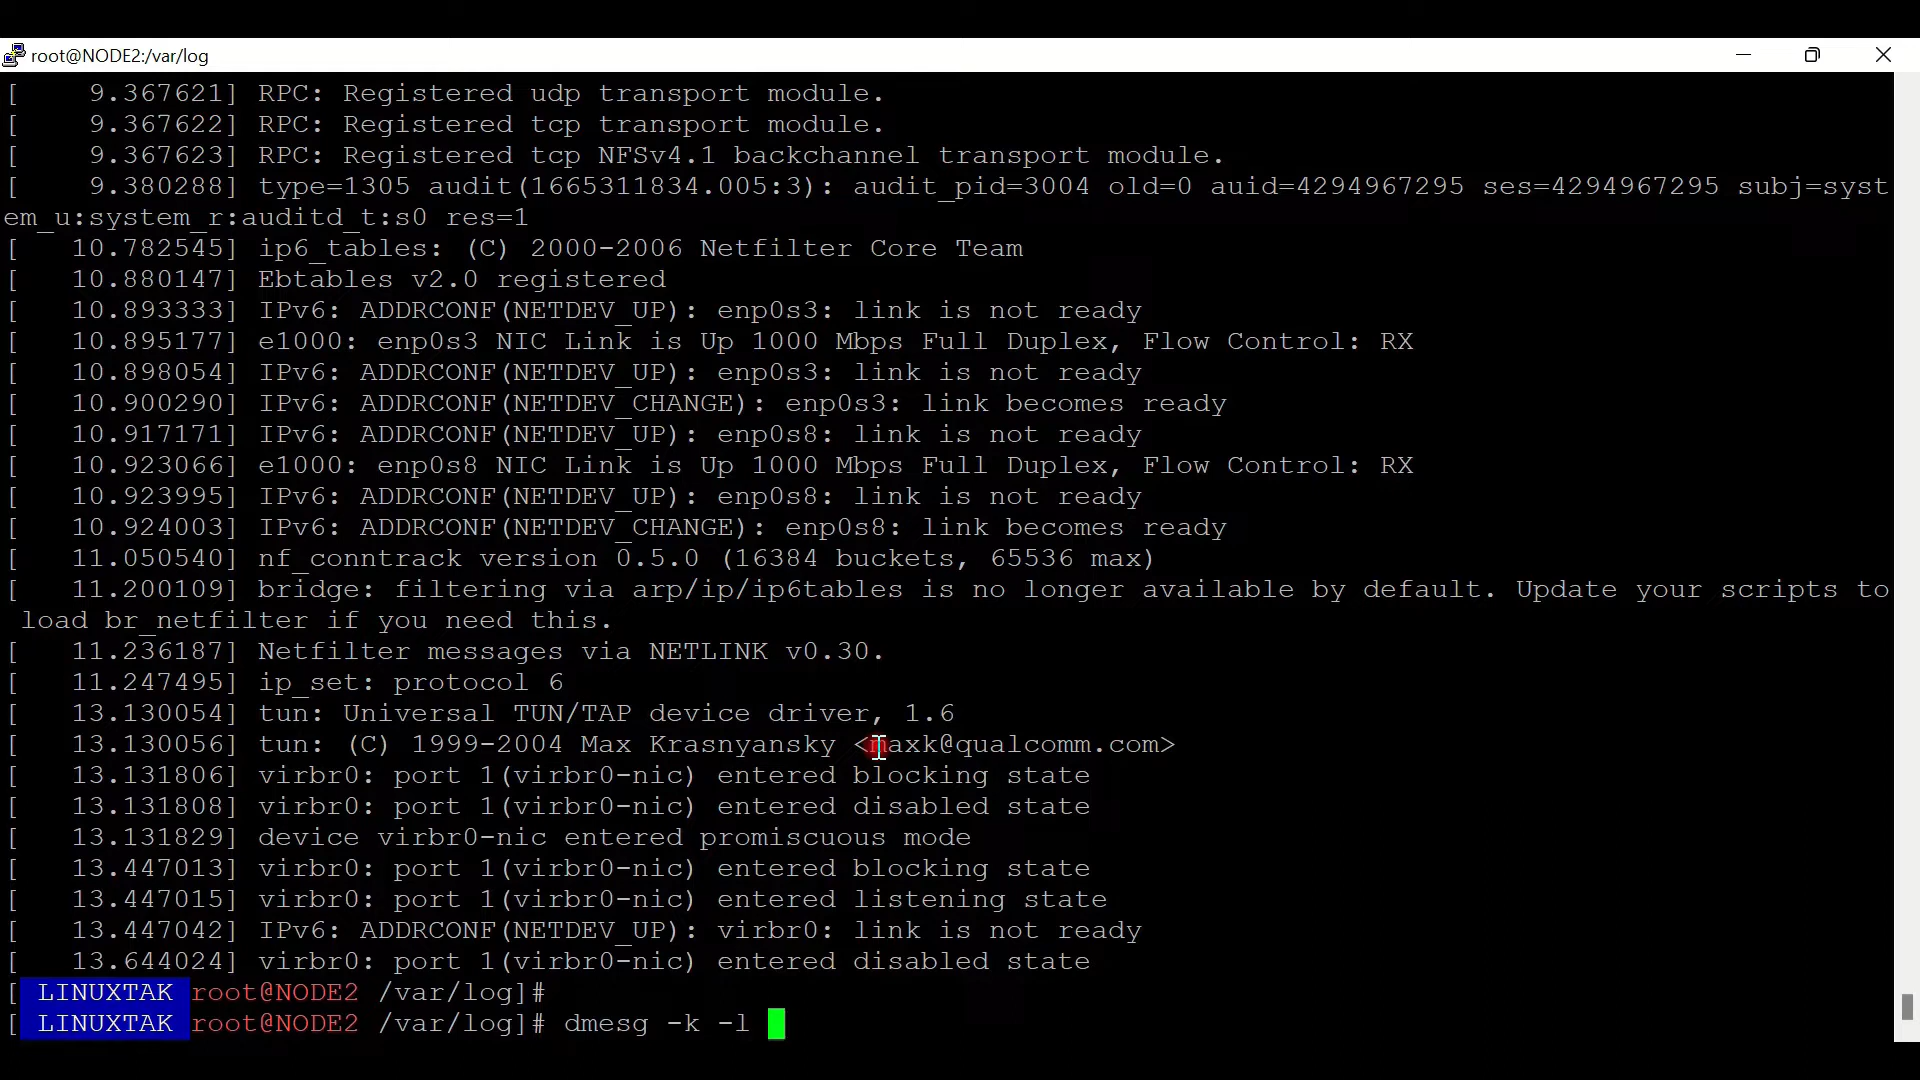 root@NODE2:/var/log
[    9.367621] RPC: Registered udp transport module.
[    9.367622] RPC: Registered tcp transport module.
[    9.367623] RPC: Registered tcp NFSv4.1 backchannel transport module.
[    9.380288] type=1305 audit(1665311834.005:3): audit_pid=3004 old=0 auid=4294967295 ses=4294967295 subj=syst
em_u:system_r:auditd_t:s0 res=1
[   10.782545] ip6_tables: (C) 2000-2006 Netfilter Core Team
[   10.880147] Ebtables v2.0 registered
[   10.893333] IPv6: ADDRCONF(NETDEV_UP): enp0s3: link is not ready
[   10.895177] e1000: enp0s3 NIC Link is Up 1000 Mbps Full Duplex, Flow Control: RX
[   10.898054] IPv6: ADDRCONF(NETDEV_UP): enp0s3: link is not ready
[   10.900290] IPv6: ADDRCONF(NETDEV_CHANGE): enp0s3: link becomes ready
[   10.917171] IPv6: ADDRCONF(NETDEV_UP): enp0s8: link is not ready
[   10.923066] e1000: enp0s8 NIC Link is Up 1000 Mbps Full Duplex, Flow Control: RX
[   10.923995] IPv6: ADDRCONF(NETDEV_UP): enp0s8: link is not ready
[   10.924003] IPv6: ADDRCONF(NETDEV_CHANGE): enp0s8: link becomes ready
[   11.050540] nf_conntrack version 0.5.0 (16384 buckets, 65536 max)
[   11.200109] bridge: filtering via arp/ip/ip6tables is no longer available by default. Update your scripts to
 load br_netfilter if you need this.
[   11.236187] Netfilter messages via NETLINK v0.30.
[   11.247495] ip_set: protocol 6
[   13.130054] tun: Universal TUN/TAP device driver, 1.6
[   13.130056] tun: (C) 1999-2004 Max Krasnyansky <maxk@qualcomm.com>
[   13.131806] virbr0: port 1(virbr0-nic) entered blocking state
[   13.131808] virbr0: port 1(virbr0-nic) entered disabled state
[   13.131829] device virbr0-nic entered promiscuous mode
[   13.447013] virbr0: port 1(virbr0-nic) entered blocking state
[   13.447015] virbr0: port 1(virbr0-nic) entered listening state
[   13.447042] IPv6: ADDRCONF(NETDEV_UP): virbr0: link is not ready
[   13.644024] virbr0: port 1(virbr0-nic) entered disabled state
[ LINUXTAK root@NODE2 /var/log]#
[ LINUXTAK root@NODE2 /var/log]# dmesg -k -l